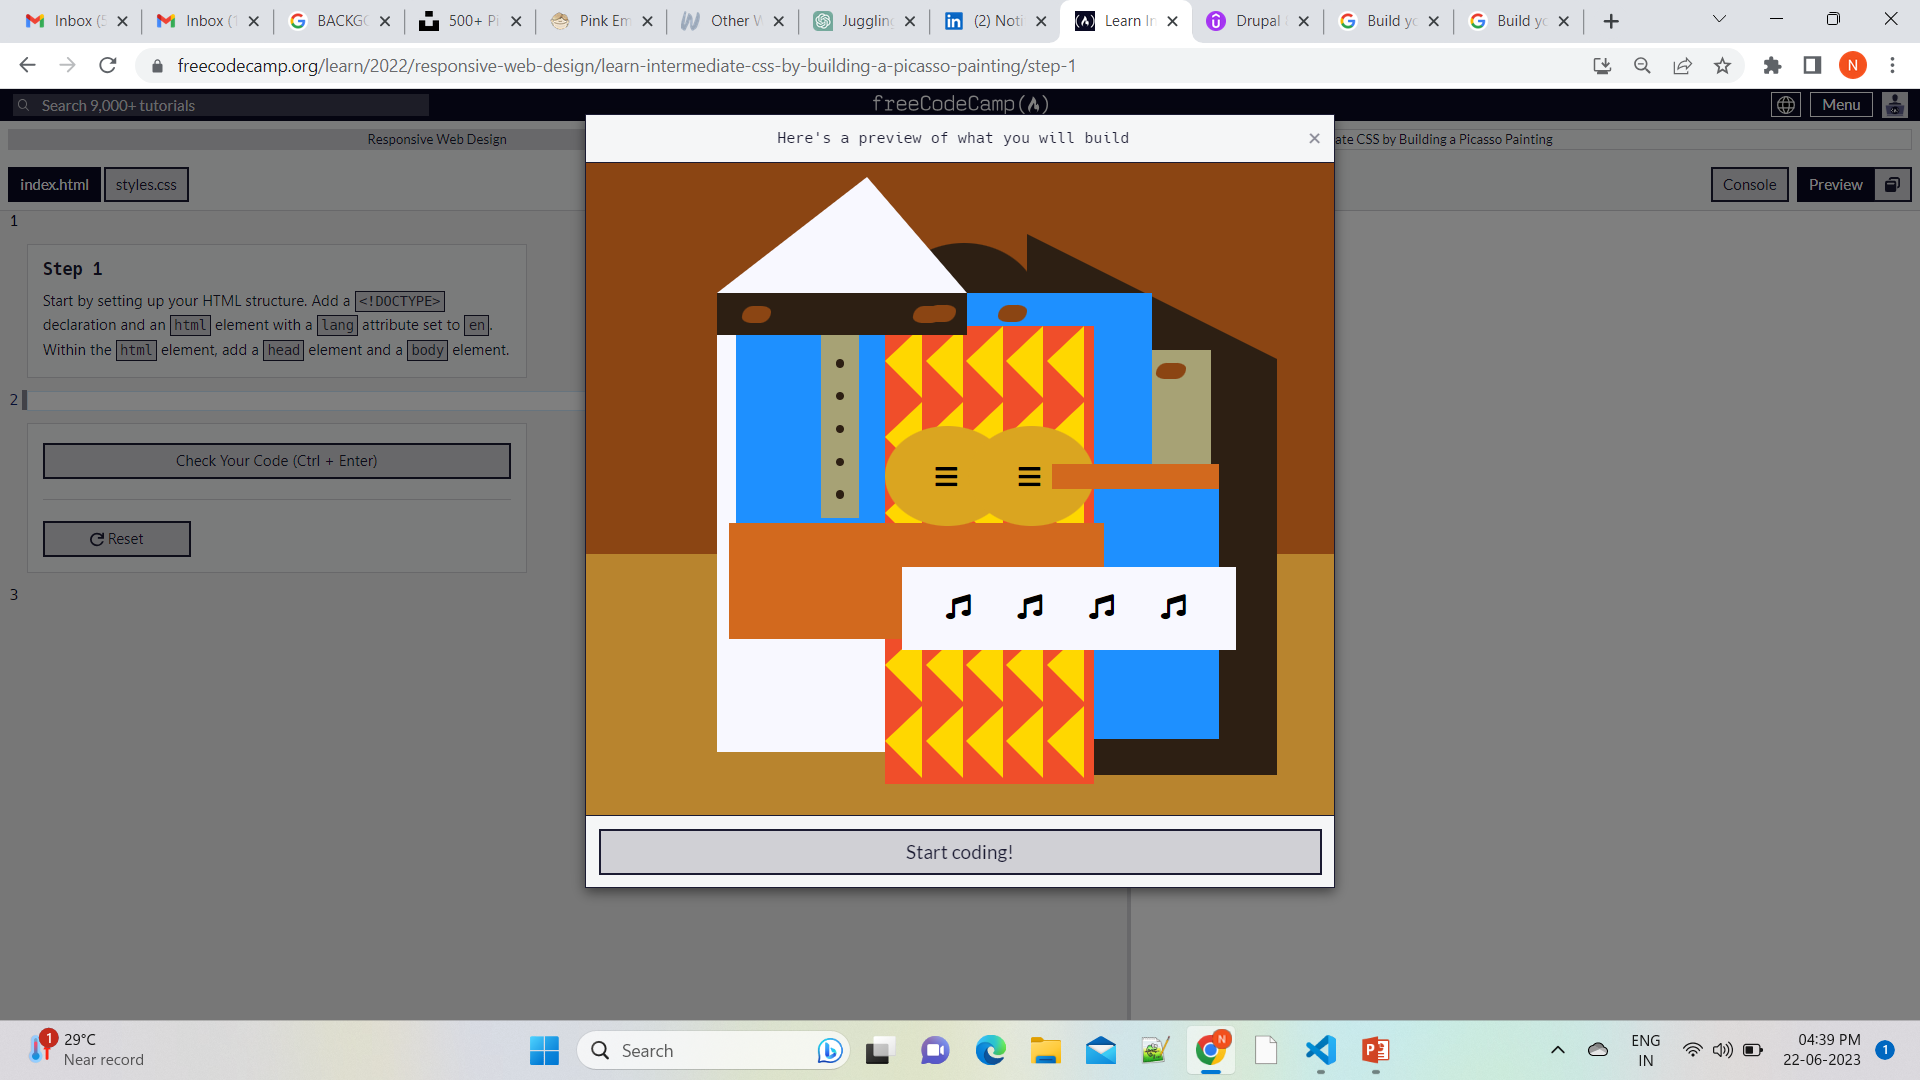 Inbox (5
Inbox (1
BACKGO
500+ Pi
Pink Em
Other W
Juggling
(2) Noti
Learn In
Drupal
Build yo
Build yo
freecodecamp.org/learn/2022/responsive-web-design/learn-intermediate-css-by-building-a-picasso-painting/step-1
N
Search 9,000+ tutorials
freeCodeCamp
Menu
Responsive Web Design
Here's a preview of what you will build
ate CSS by Building a Picasso Painting
index.html
styles.css
Console
Preview
1
Step 1
Start by setting up your HTML structure. Add a <!DOCTYPE>
declaration and an html element with a lang attribute set to en.
Within the html element, add a head element and a body element.
2
Check Your Code (Ctrl + Enter)
Reset
3
Start coding!
1
29°C
Near record
Search
N
ENG
IN
04:39 PM
22-06-2023
1